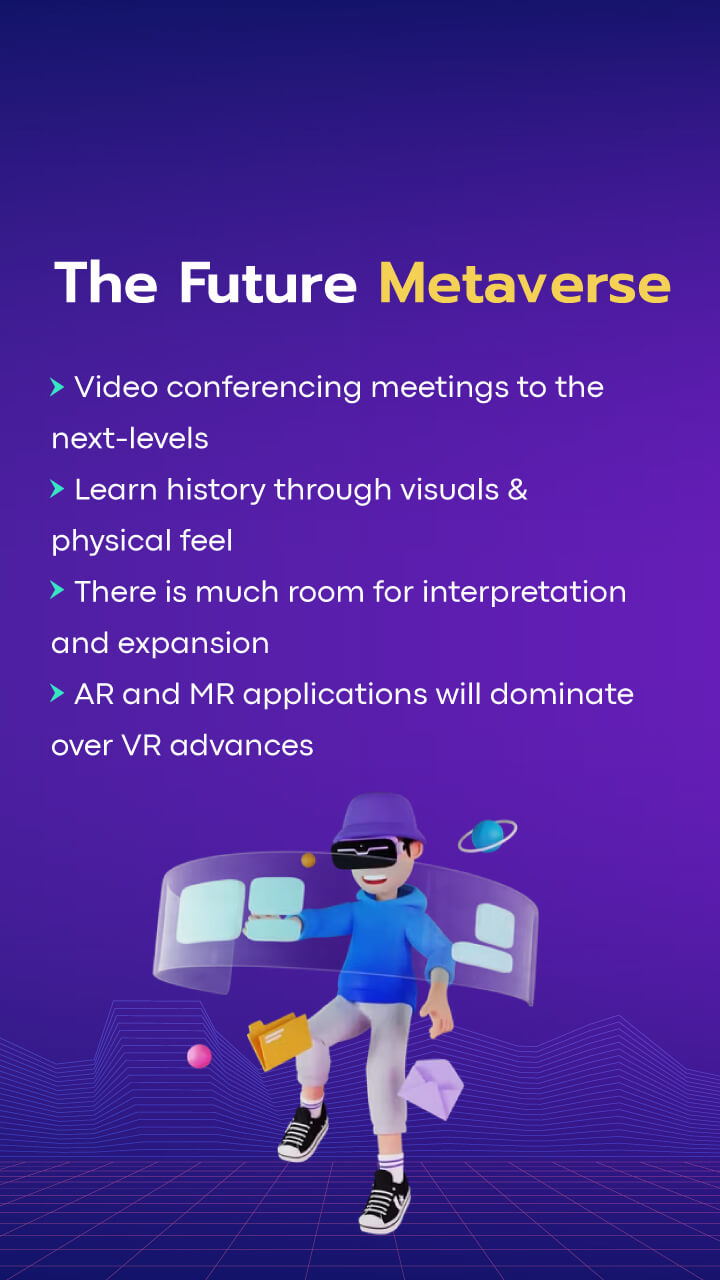 The Future Metaverse
Video conferencing meetings to the
next-levels
Learn history through visuals &
physical feel
There is much room for interpretation
and expansion
AR and MR applications will dominate
over VR advances